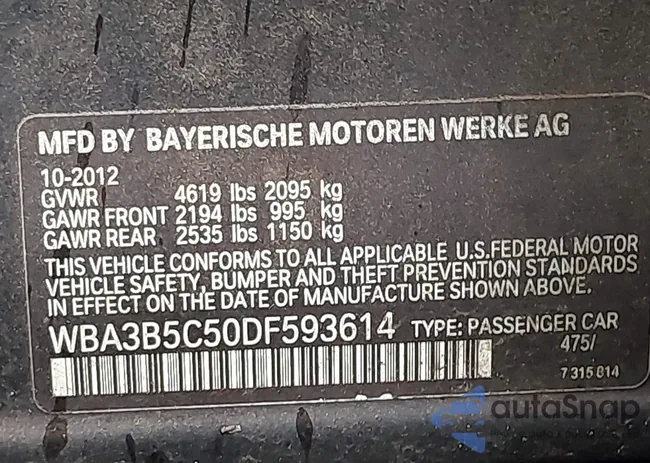 MFD BY BAYERISCHE MOTOREN WERKE AG
10-2012
GVWR 4619 lbs 2095 kg
GAWR FRONT 2194 lbs 995 kg
GAWR REAR 2535 lbs 1150 kg
THIS VEHICLE CONFORMS TO ALL APPLICABLE U.S.FEDERAL MOTOR
VEHICLE SAFETY, BUMPER AND THEFT PREVENTION STANDARDS
IN EFFECT ON THE DATE OF MANUFACTURE SHOWN ABOVE.
WBA3B5C50DF593614 TYPE: PASSENGER CAR
475/
7 315 814
autaSnap